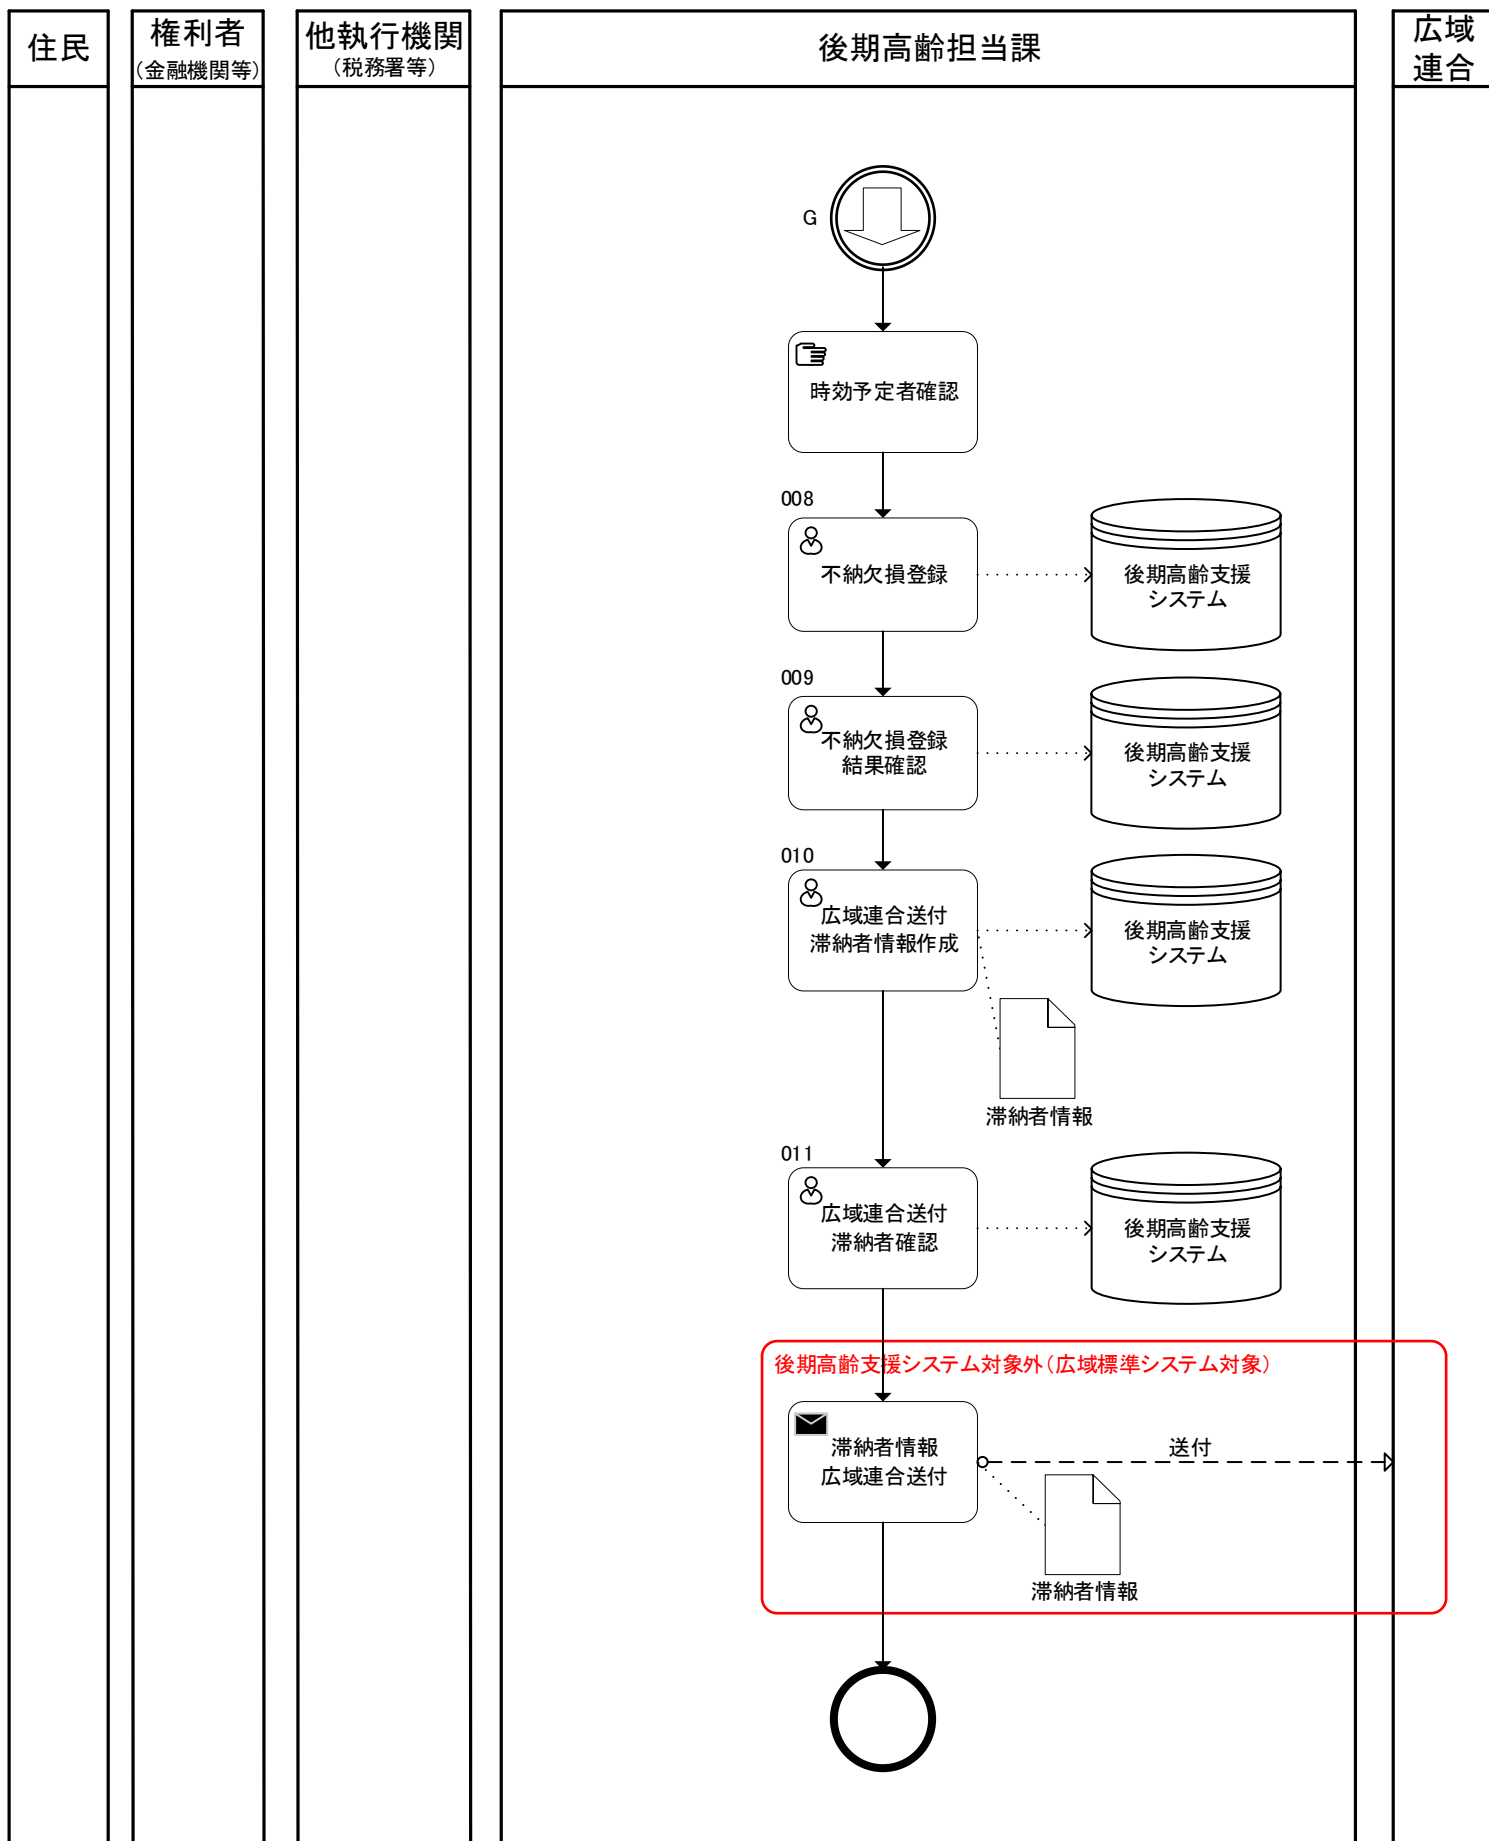 住民
権利者
（金融機関等）
他執行機関
（税務署等）
後期高齢担当課
広域
連合
G
時効予定者確認
008
不納欠損登録
後期高齢支援
システム
009
不納欠損登録
結果確認
後期高齢支援
システム
010
広域連合送付
滞納者情報作成
後期高齢支援
システム
滞納者情報
011
広域連合送付
滞納者確認
後期高齢支援
システム
後期高齢支援システム対象外（広域標準システム対象）
滞納者情報
広域連合送付
送付
滞納者情報